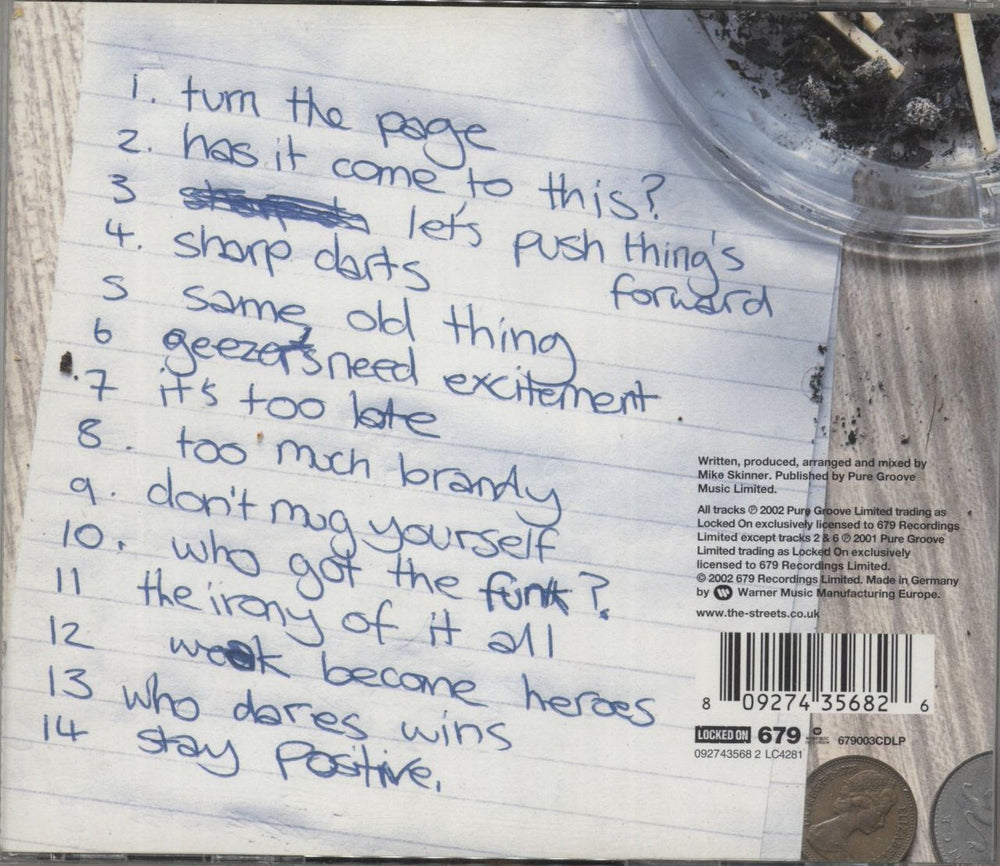 1. turn the page
2. has it come to this?
3 let's push thing's
forward
4. sharp darts
5 same old thing
6 geezer's need excitement
.7 it's too late
8. too much brandy
9. don't mug yourself
10. who got the funk?
11 the irony of it all
12 weak become heroes
13 who dares wins
14 stay positive.
Written, produced, arranged and mixed by
Mike Skinner. Published by Pure Groove
Music Limited.
All tracks ℗ 2002 Pure Groove Limited trading as
Locked On exclusively licensed to 679 Recordings
Limited except tracks 2 & 6 ℗ 2001 Pure Groove
Limited trading as Locked On exclusively
licensed to 679 Recordings Limited.
© 2002 679 Recordings Limited. Made in Germany
by Warner Music Manufacturing Europe.
www.the-streets.co.uk
8 09274 35682 6
LOCKED ON 679 679003CDLP
092743568 2 LC4281